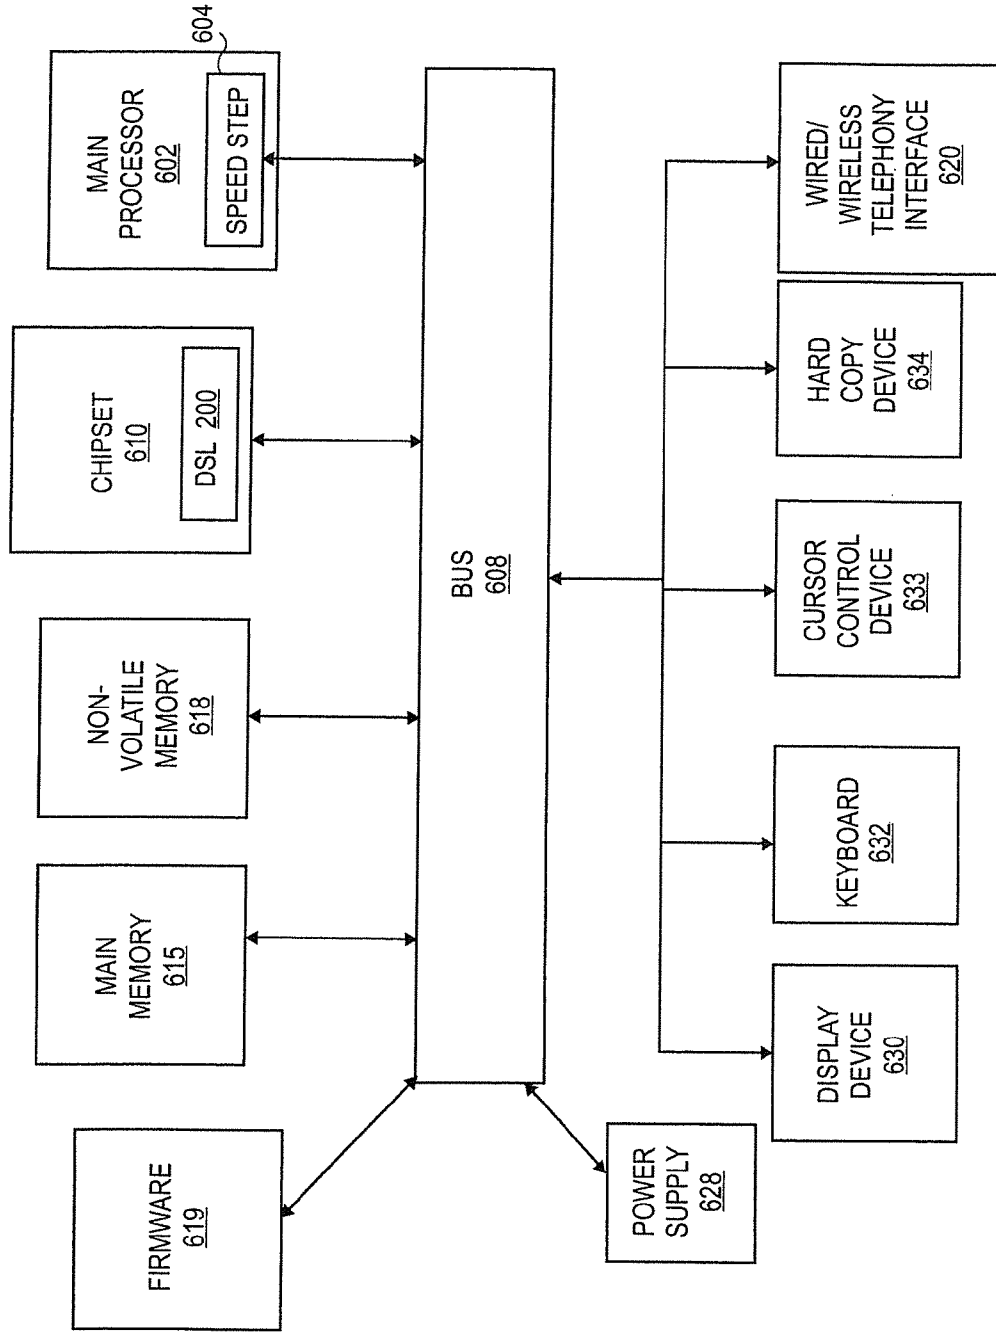 FIRMWARE
619
MAIN
MEMORY
615
NON-
VOLATILE
MEMORY
618
CHIPSET
610
DSL 200
MAIN
PROCESSOR
602
SPEED STEP
604
BUS
608
POWER
SUPPLY
628
DISPLAY
DEVICE
630
KEYBOARD
632
CURSOR
CONTROL
DEVICE
633
HARD
COPY
DEVICE
634
WIRED/
WIRELESS
TELEPHONY
INTERFACE
620